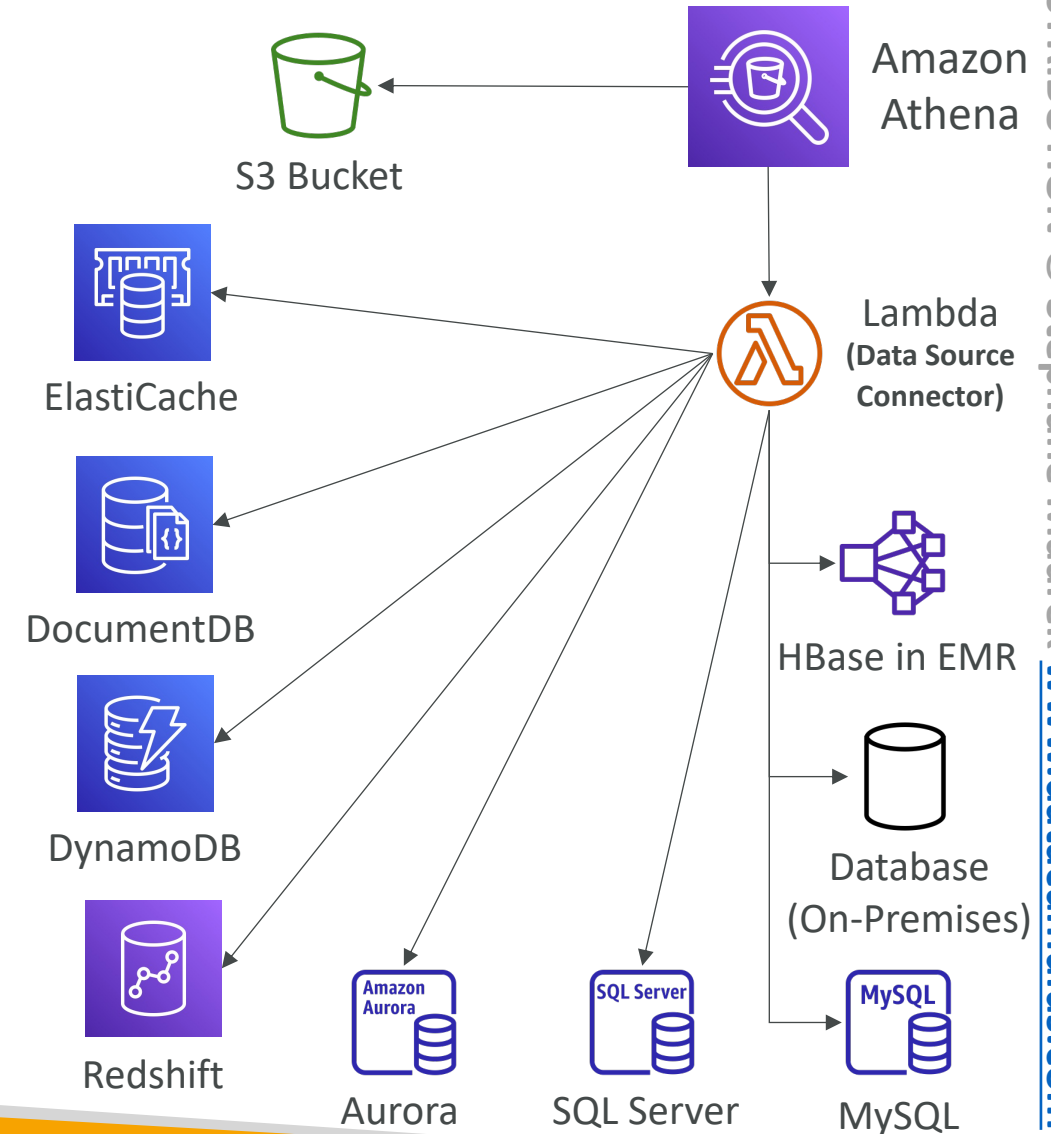 Amazon
Athena
S3 Bucket
Lambda
(Data Source
Connector)
ElastiCache
DocumentDB
HBase in EMR
DynamoDB
Database
(On-Premises)
Redshift
Amazon
Aurora
Aurora
SQL Server
SQL Server
MySQL
MySQL